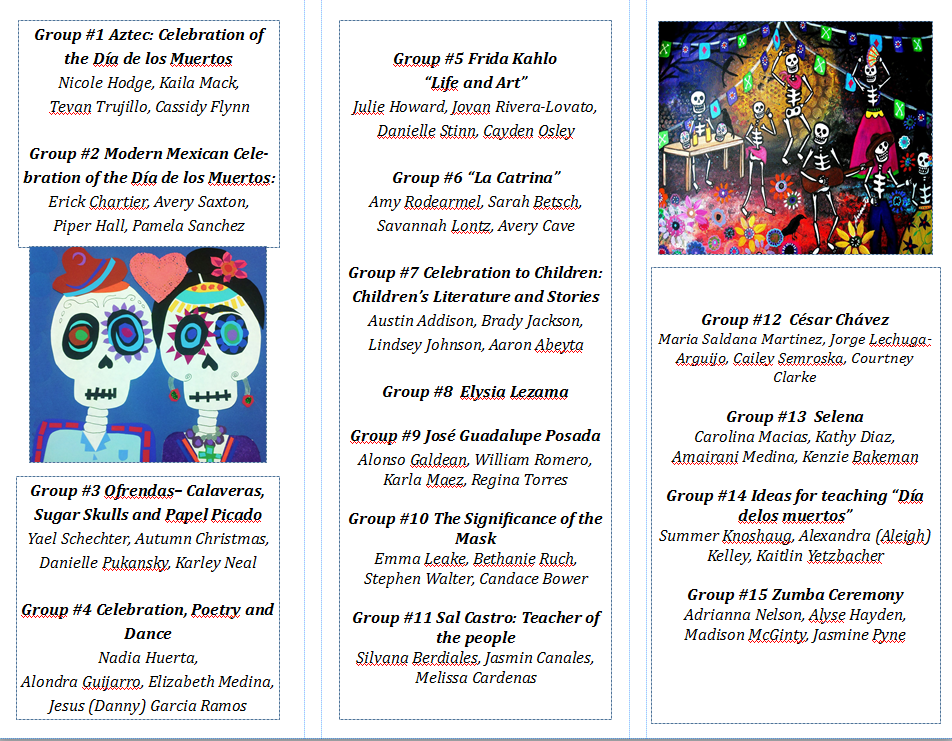 Group #1 Aztec: Celebration of
the Día de los Muertos
Nicole Hodge, Kaila Mack,
Tevan Trujillo, Cassidy Flynn
Group #2 Modern Mexican Cele-
bration of the Día de los Muertos:
Erick Chartier, Avery Saxton,
Piper Hall, Pamela Sanchez
Group #3 Ofrendas– Calaveras,
Sugar Skulls and Papel Picado
Yael Schechter, Autumn Christmas,
Danielle Pukansky, Karley Neal
Group #4 Celebration, Poetry and
Dance
Nadia Huerta,
Alondra Guijarro, Elizabeth Medina,
Jesus (Danny) Garcia Ramos
Group #5 Frida Kahlo
“Life and Art”
Julie Howard, Jovan Rivera-Lovato,
Danielle Stinn, Cayden Osley
Group #6 “La Catrina”
Amy Rodearmel, Sarah Betsch,
Savannah Lontz, Avery Cave
Group #7 Celebration to Children:
Children’s Literature and Stories
Austin Addison, Brady Jackson,
Lindsey Johnson, Aaron Abeyta
Group #8 Elysia Lezama
Group #9 José Guadalupe Posada
Alonso Galdean, William Romero,
Karla Maez, Regina Torres
Group #10 The Significance of the
Mask
Emma Leake, Bethanie Ruch,
Stephen Walter, Candace Bower
Group #11 Sal Castro: Teacher of
the people
Silvana Berdiales, Jasmin Canales,
Melissa Cardenas
Group #12 César Chávez
Maria Saldana Martinez, Jorge Lechuga-
Arguijo, Cailey Semroska, Courtney
Clarke
Group #13 Selena
Carolina Macias, Kathy Diaz,
Amairani Medina, Kenzie Bakeman
Group #14 Ideas for teaching “Día
delos muertos”
Summer Knoshaug, Alexandra (Aleigh)
Kelley, Kaitlin Yetzbacher
Group #15 Zumba Ceremony
Adrianna Nelson, Alyse Hayden,
Madison McGinty, Jasmine Pyne